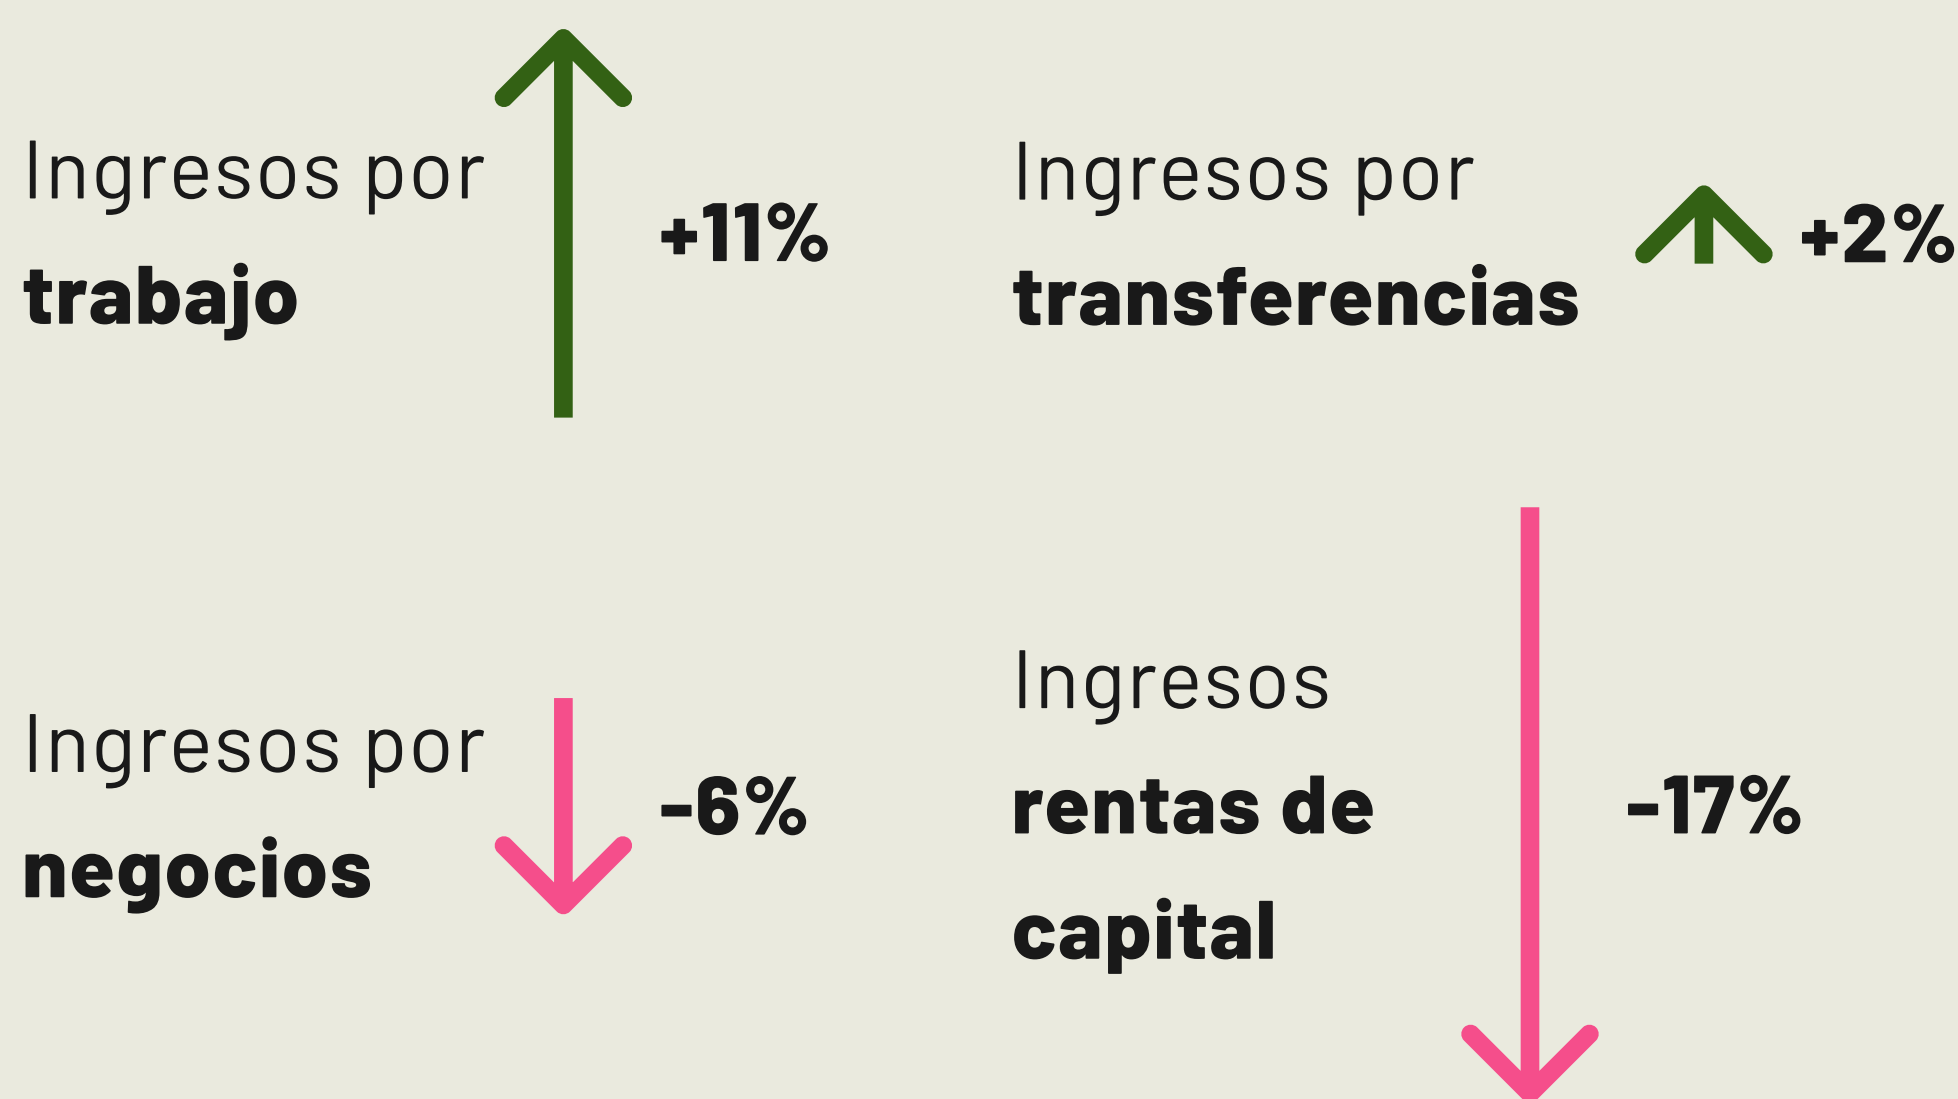 Ingresos por
trabajo
+11%
Ingresos por
transferencias
+2%
Ingresos por
negocios
-6%
Ingresos
rentas de
capital
-17%